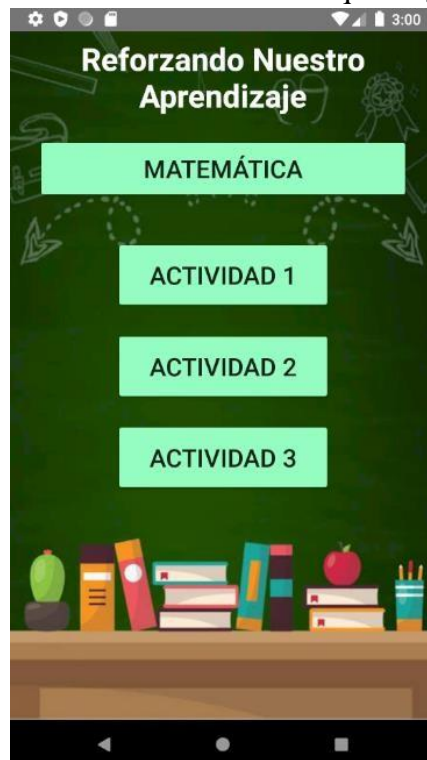 3:00
Reforzando Nuestro
Aprendizaje
MATEMÁTICA
ACTIVIDAD 1
ACTIVIDAD 2
ACTIVIDAD 3